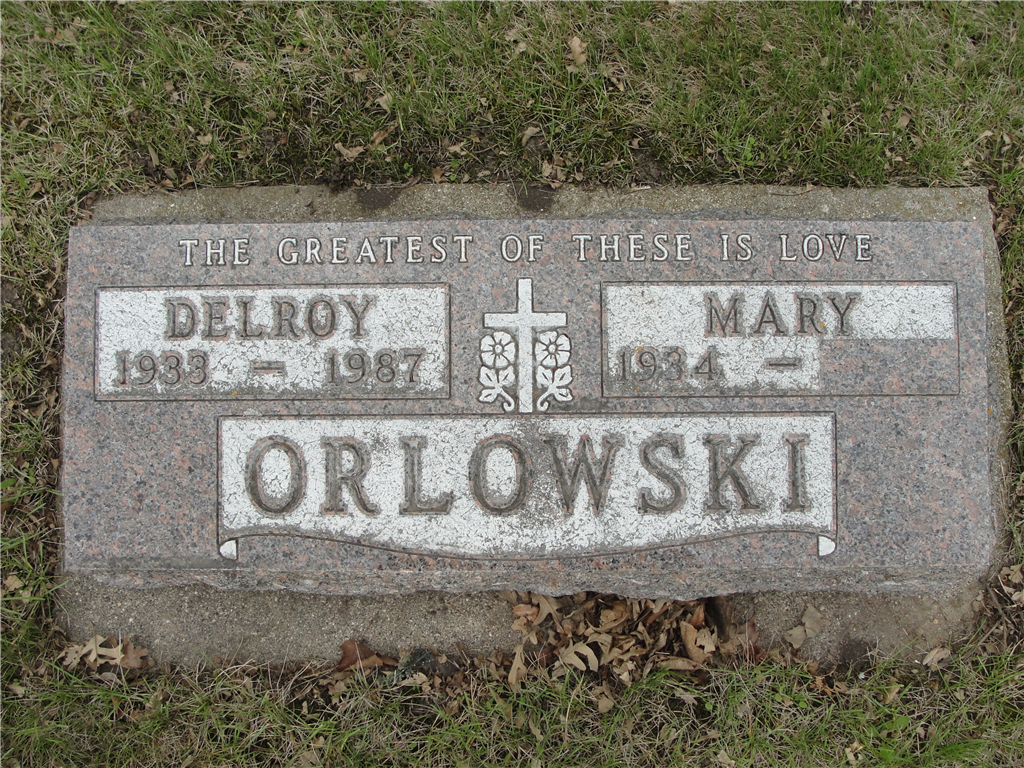 THE GREATEST OF THESE IS LOVE
DELROY
1933 – 1987
MARY
1934 –
ORLOWSKI